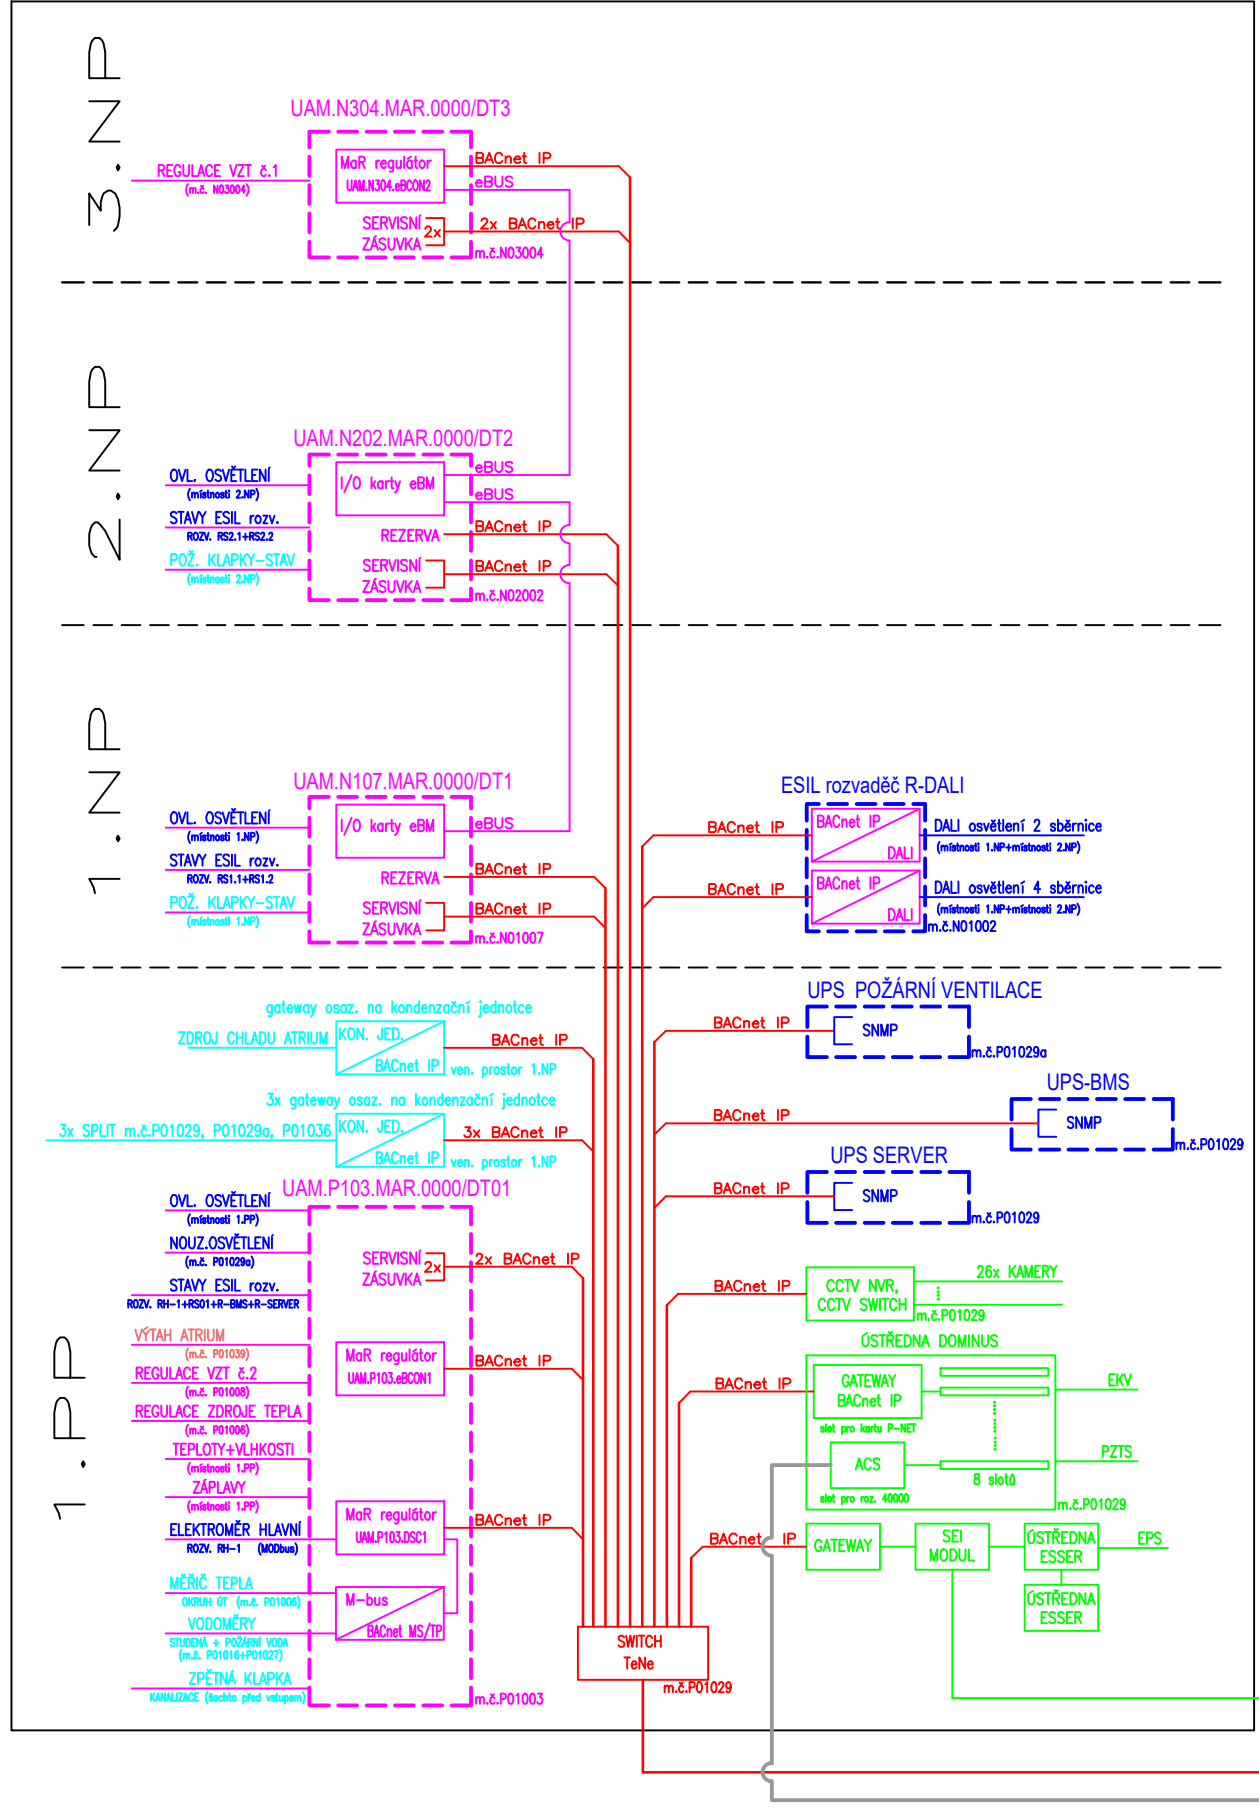 3.NP
UAM.N304.MAR.0000/DT3
REGULACE VZT č.1
(m.č. N03004)
MaR regulátor
UAM.N304.eBCON2
BACnet IP
eBUS
SERVISNÍ
ZÁSUVKA
2x
2x BACnet IP
m.č.N03004
2.NP
UAM.N202.MAR.0000/DT2
OVL. OSVĚTLENÍ
(místnosti 2.NP)
STAVY ESIL rozv.
ROZV. RS2.1+RS2.2
POŽ. KLAPKY-STAV
(místnosti 2.NP)
I/O karty eBM
eBUS
eBUS
REZERVA
BACnet IP
SERVISNÍ
ZÁSUVKA
BACnet IP
m.č.N02002
1.NP
UAM.N107.MAR.0000/DT1
OVL. OSVĚTLENÍ
(místnosti 1.NP)
STAVY ESIL rozv.
ROZV. RS1.1+RS1.2
POŽ. KLAPKY-STAV
(místnosti 1.NP)
I/O karty eBM
eBUS
REZERVA
BACnet IP
SERVISNÍ
ZÁSUVKA
BACnet IP
m.č.N01007
ESIL rozvaděč R-DALI
BACnet IP
BACnet IP
DALI
DALI osvětlení 2 sběrnice
(místnosti 1.NP+místnosti 2.NP)
BACnet IP
BACnet IP
DALI
DALI osvětlení 4 sběrnice
(místnosti 1.NP+místnosti 2.NP)
m.č.N01002
1.PP
gateway osaz. na kondenzační jednotce
ZDROJ CHLADU ATRIUM
KON. JED.
BACnet IP
BACnet IP
ven. prostor 1.NP
3x gateway osaz. na kondenzační jednotce
3x SPLIT m.č.P01029, P01029a, P01036
KON. JED.
BACnet IP
3x BACnet IP
ven. prostor 1.NP
UAM.P103.MAR.0000/DT01
OVL. OSVĚTLENÍ
(místnosti 1.PP)
NOUZ.OSVĚTLENÍ
(m.č. P01029a)
STAVY ESIL rozv.
ROZV. RH-1+RS01+R-BMS+R-SERVER
VÝTAH ATRIUM
(m.č. P01039)
REGULACE VZT č.2
(m.č. P01008)
REGULACE ZDROJE TEPLA
(m.č. P01006)
TEPLOTY+VLHKOSTI
(místnosti 1.PP)
ZÁPLAVY
(místnosti 1.PP)
ELEKTROMĚR HLAVNÍ
ROZV. RH-1 (MODbus)
MĚŘIČ TEPLA
OKRUH ÚT (m.č. P01006)
VODOMĚRY
STUDENÁ + POŽÁRNÍ VODA
(m.č. P01016+P01027)
ZPĚTNÁ KLAPKA
KANALIZACE (šachta před vstupem)
SERVISNÍ
ZÁSUVKA
2x
2x BACnet IP
MaR regulátor
UAM.P103.eBCON1
BACnet IP
MaR regulátor
UAM.P103.DSC1
BACnet IP
M-bus
BACnet MS/TP
m.č.P01003
UPS POŽÁRNÍ VENTILACE
BACnet IP
SNMP
m.č.P01029a
UPS-BMS
BACnet IP
SNMP
m.č.P01029
UPS SERVER
BACnet IP
SNMP
m.č.P01029
BACnet IP
CCTV NVR,
CCTV SWITCH
26x KAMERY
m.č.P01029
ÚSTŘEDNA DOMINUS
BACnet IP
GATEWAY
BACnet IP
slot pro kartu P-NET
EKV
ACS
slot pro roz. 40000
8 slotů
PZTS
m.č.P01029
BACnet IP
GATEWAY
SEI
MODUL
ÚSTŘEDNA
ESSER
EPS
ÚSTŘEDNA
ESSER
SWITCH
TeNe
m.č.P01029